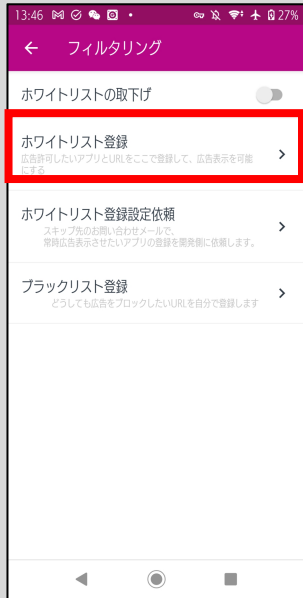 13:46 27%
フィルタリング
ホワイトリストの取下げ
ホワイトリスト登録
広告許可したいアプリとURLをここで登録して、広告表示を可能
にする
ホワイトリスト登録設定依頼
スキップ先のお問い合わせメールで、
常時広告表示させたいアプリの登録を開発側に依頼します。
ブラックリスト登録
どうしても広告をブロックしたいURLを自分で登録します